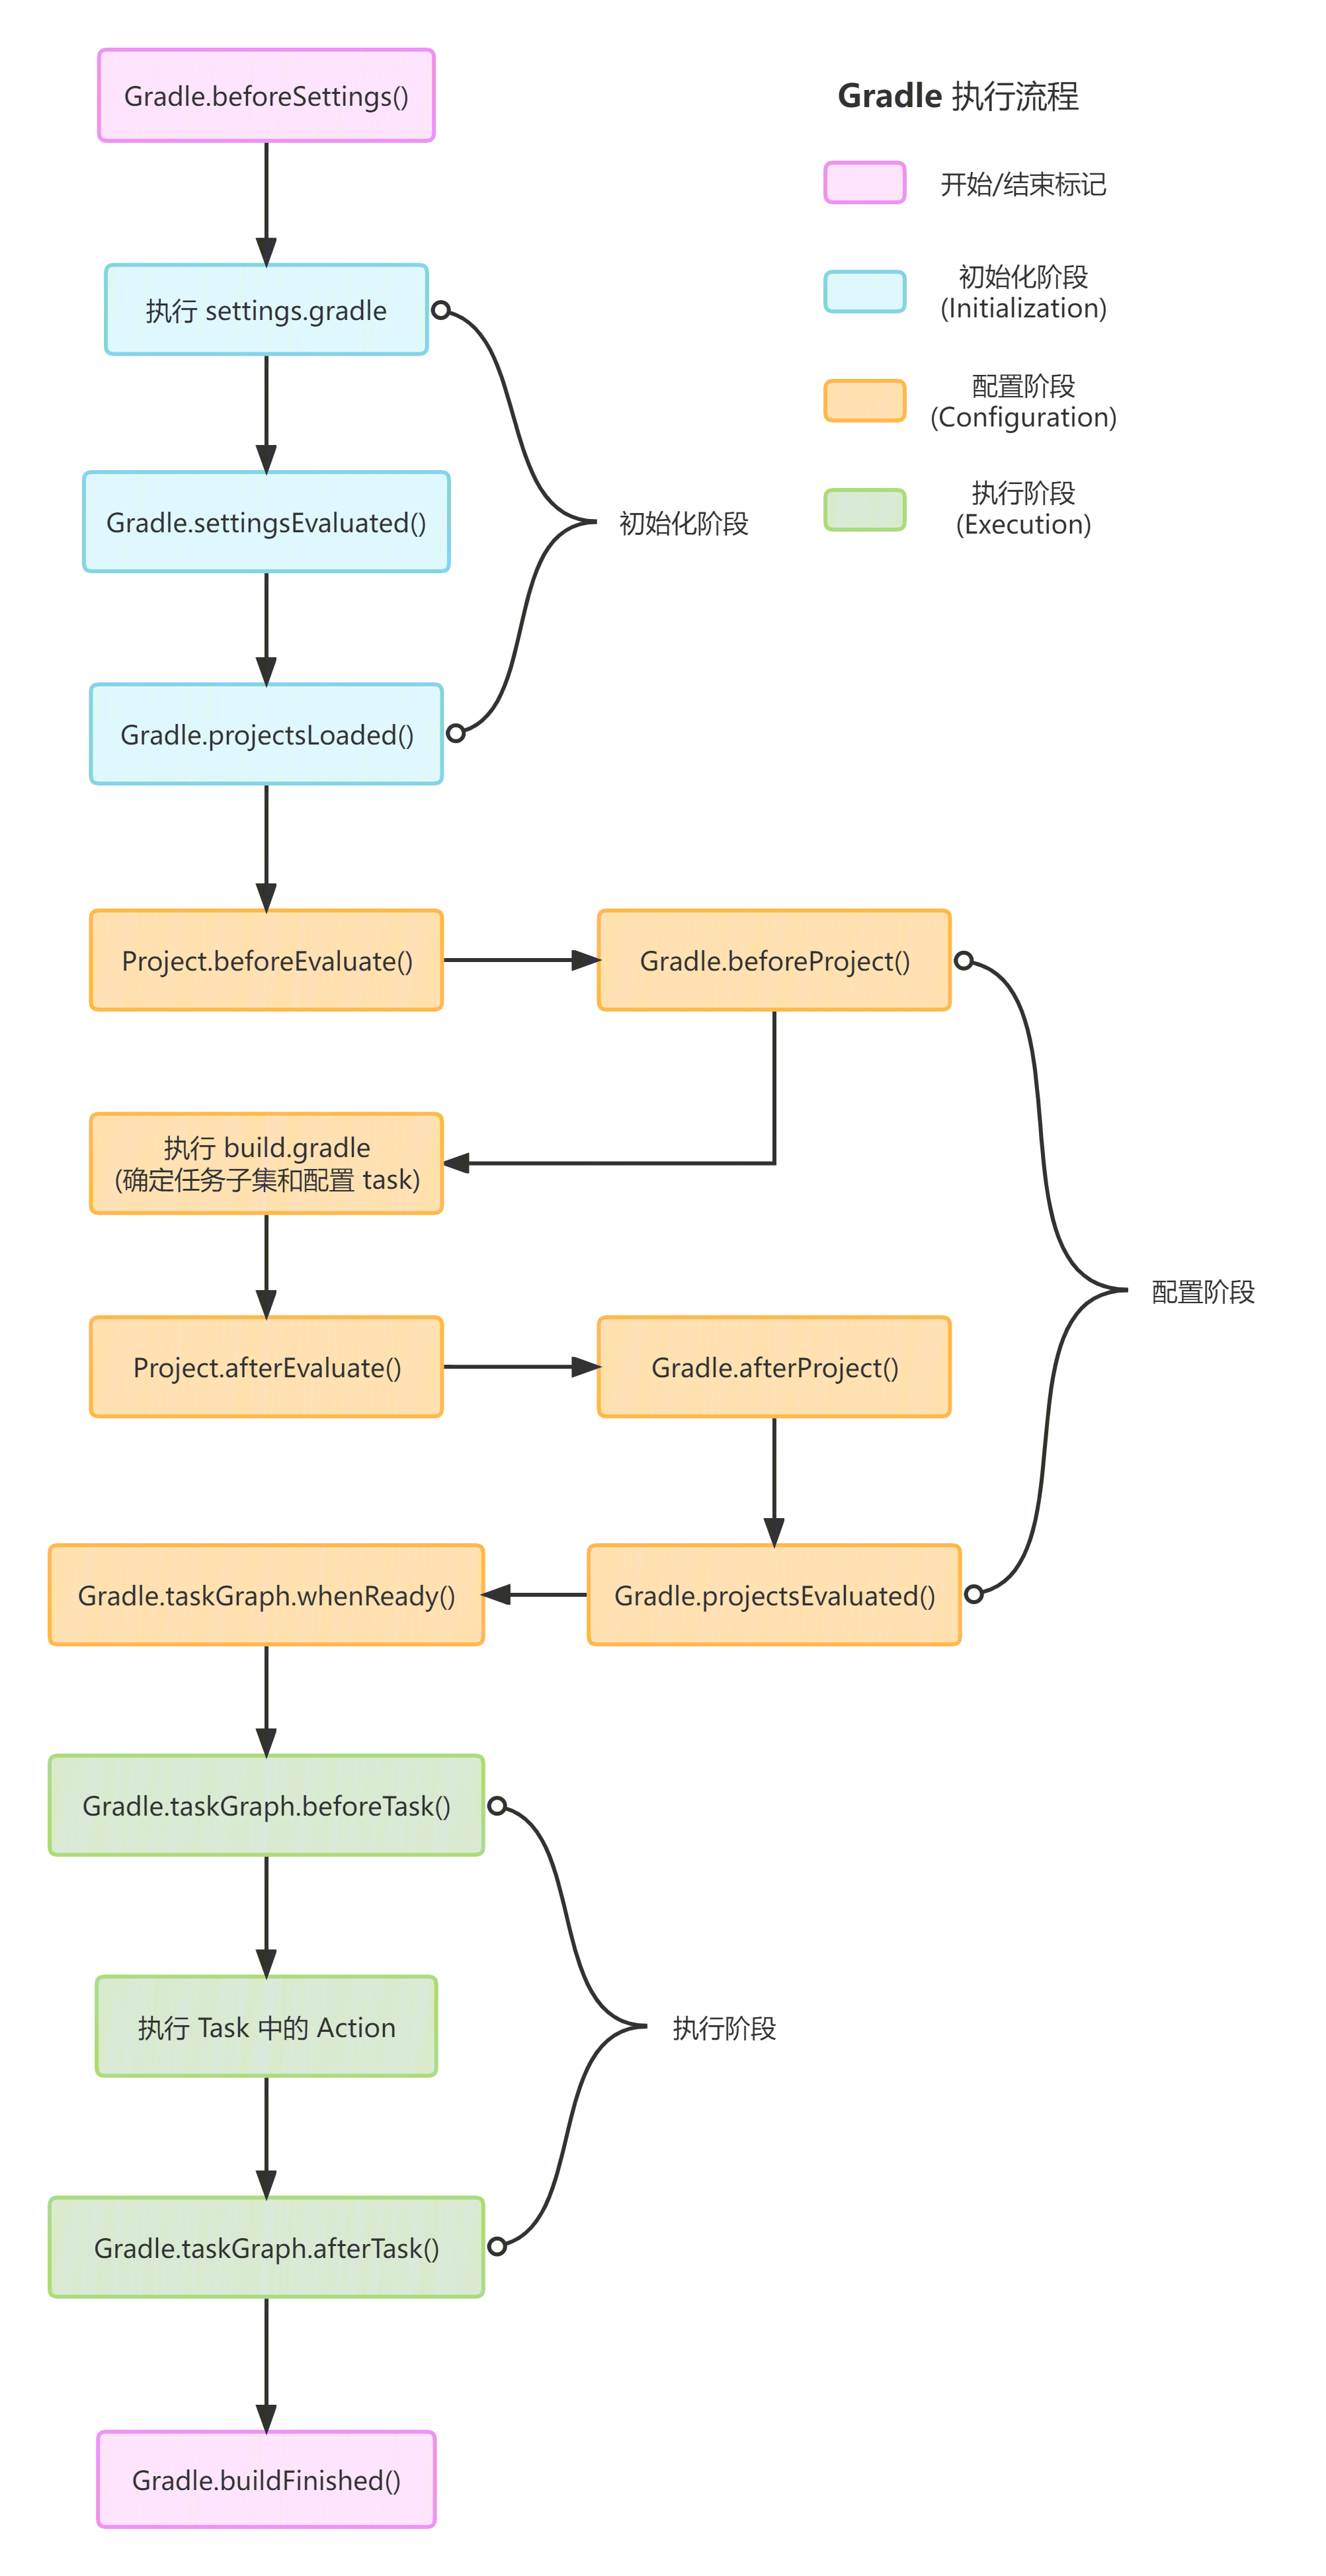 Gradle.beforeSettings()
Gradle 执行流程
开始/结束标记
初始化阶段
(Initialization)
配置阶段
(Configuration)
执行阶段
(Execution)
执行 settings.gradle
Gradle.settingsEvaluated()
初始化阶段
Gradle.projectsLoaded()
Project.beforeEvaluate()
Gradle.beforeProject()
执行 build.gradle
(确定任务子集和配置 task)
配置阶段
Project.afterEvaluate()
Gradle.afterProject()
Gradle.taskGraph.whenReady()
Gradle.projectsEvaluated()
Gradle.taskGraph.beforeTask()
执行 Task 中的 Action
执行阶段
Gradle.taskGraph.afterTask()
Gradle.buildFinished()